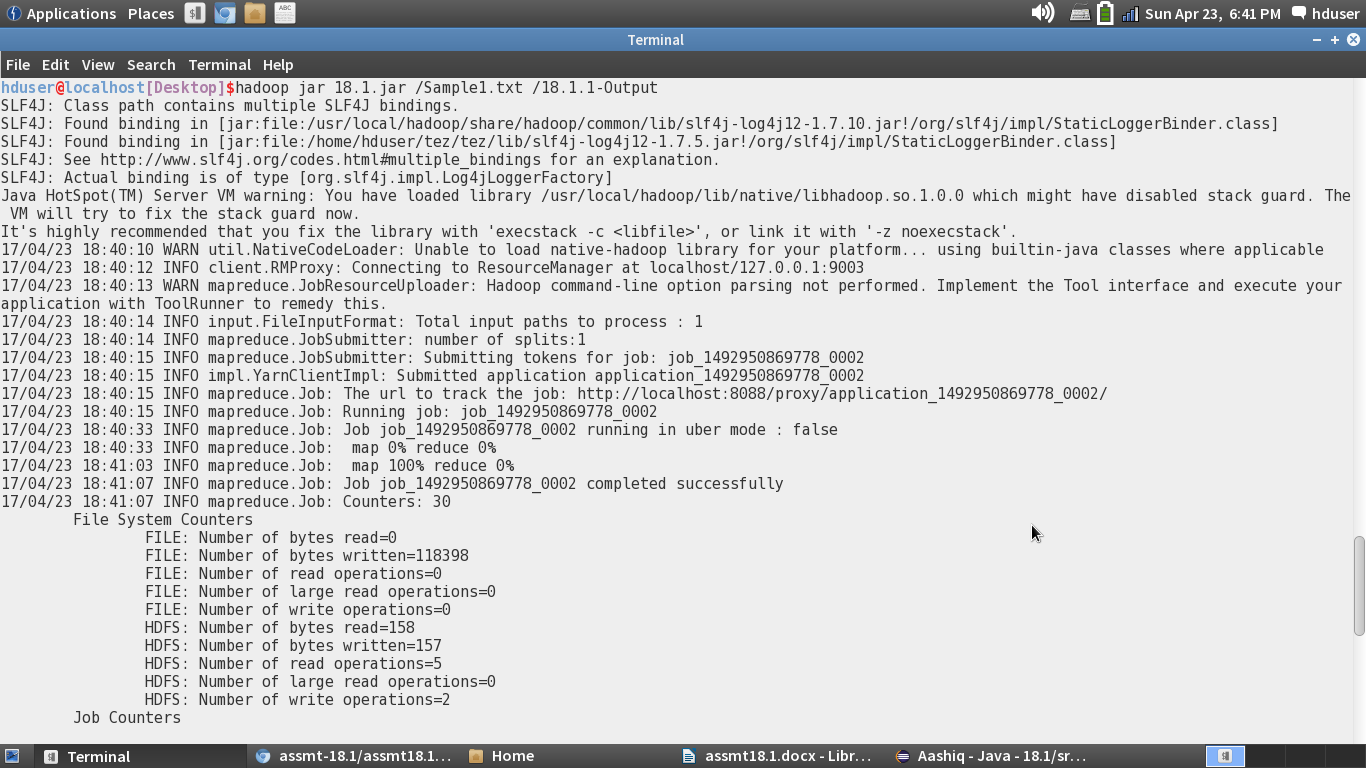 Applications Places Sun Apr 23, 6:41 PM hduser
Terminal
File Edit View Search Terminal Help
hduser@localhost[Desktop]$hadoop jar 18.1.jar /Sample1.txt /18.1.1-Output
SLF4J: Class path contains multiple SLF4J bindings.
SLF4J: Found binding in [jar:file:/usr/local/hadoop/share/hadoop/common/lib/slf4j-log4j12-1.7.10.jar!/org/slf4j/impl/StaticLoggerBinder.class]
SLF4J: Found binding in [jar:file:/home/hduser/tez/tez/lib/slf4j-log4j12-1.7.5.jar!/org/slf4j/impl/StaticLoggerBinder.class]
SLF4J: See http://www.slf4j.org/codes.html#multiple_bindings for an explanation.
SLF4J: Actual binding is of type [org.slf4j.impl.Log4jLoggerFactory]
Java HotSpot(TM) Server VM warning: You have loaded library /usr/local/hadoop/lib/native/libhadoop.so.1.0.0 which might have disabled stack guard. The
 VM will try to fix the stack guard now.
It's highly recommended that you fix the library with 'execstack -c <libfile>', or link it with '-z noexecstack'.
17/04/23 18:40:10 WARN util.NativeCodeLoader: Unable to load native-hadoop library for your platform... using builtin-java classes where applicable
17/04/23 18:40:12 INFO client.RMProxy: Connecting to ResourceManager at localhost/127.0.0.1:9003
17/04/23 18:40:13 WARN mapreduce.JobResourceUploader: Hadoop command-line option parsing not performed. Implement the Tool interface and execute your
application with ToolRunner to remedy this.
17/04/23 18:40:14 INFO input.FileInputFormat: Total input paths to process : 1
17/04/23 18:40:14 INFO mapreduce.JobSubmitter: number of splits:1
17/04/23 18:40:15 INFO mapreduce.JobSubmitter: Submitting tokens for job: job_1492950869778_0002
17/04/23 18:40:15 INFO impl.YarnClientImpl: Submitted application application_1492950869778_0002
17/04/23 18:40:15 INFO mapreduce.Job: The url to track the job: http://localhost:8088/proxy/application_1492950869778_0002/
17/04/23 18:40:15 INFO mapreduce.Job: Running job: job_1492950869778_0002
17/04/23 18:40:33 INFO mapreduce.Job: Job job_1492950869778_0002 running in uber mode : false
17/04/23 18:40:33 INFO mapreduce.Job:  map 0% reduce 0%
17/04/23 18:41:03 INFO mapreduce.Job:  map 100% reduce 0%
17/04/23 18:41:07 INFO mapreduce.Job: Job job_1492950869778_0002 completed successfully
17/04/23 18:41:07 INFO mapreduce.Job: Counters: 30
File System Counters
FILE: Number of bytes read=0
FILE: Number of bytes written=118398
FILE: Number of read operations=0
FILE: Number of large read operations=0
FILE: Number of write operations=0
HDFS: Number of bytes read=158
HDFS: Number of bytes written=157
HDFS: Number of read operations=5
HDFS: Number of large read operations=0
HDFS: Number of write operations=2
Job Counters
Terminal assmt-18.1/assmt18.1... Home assmt18.1.docx - Libr... Aashiq - Java - 18.1/sr...